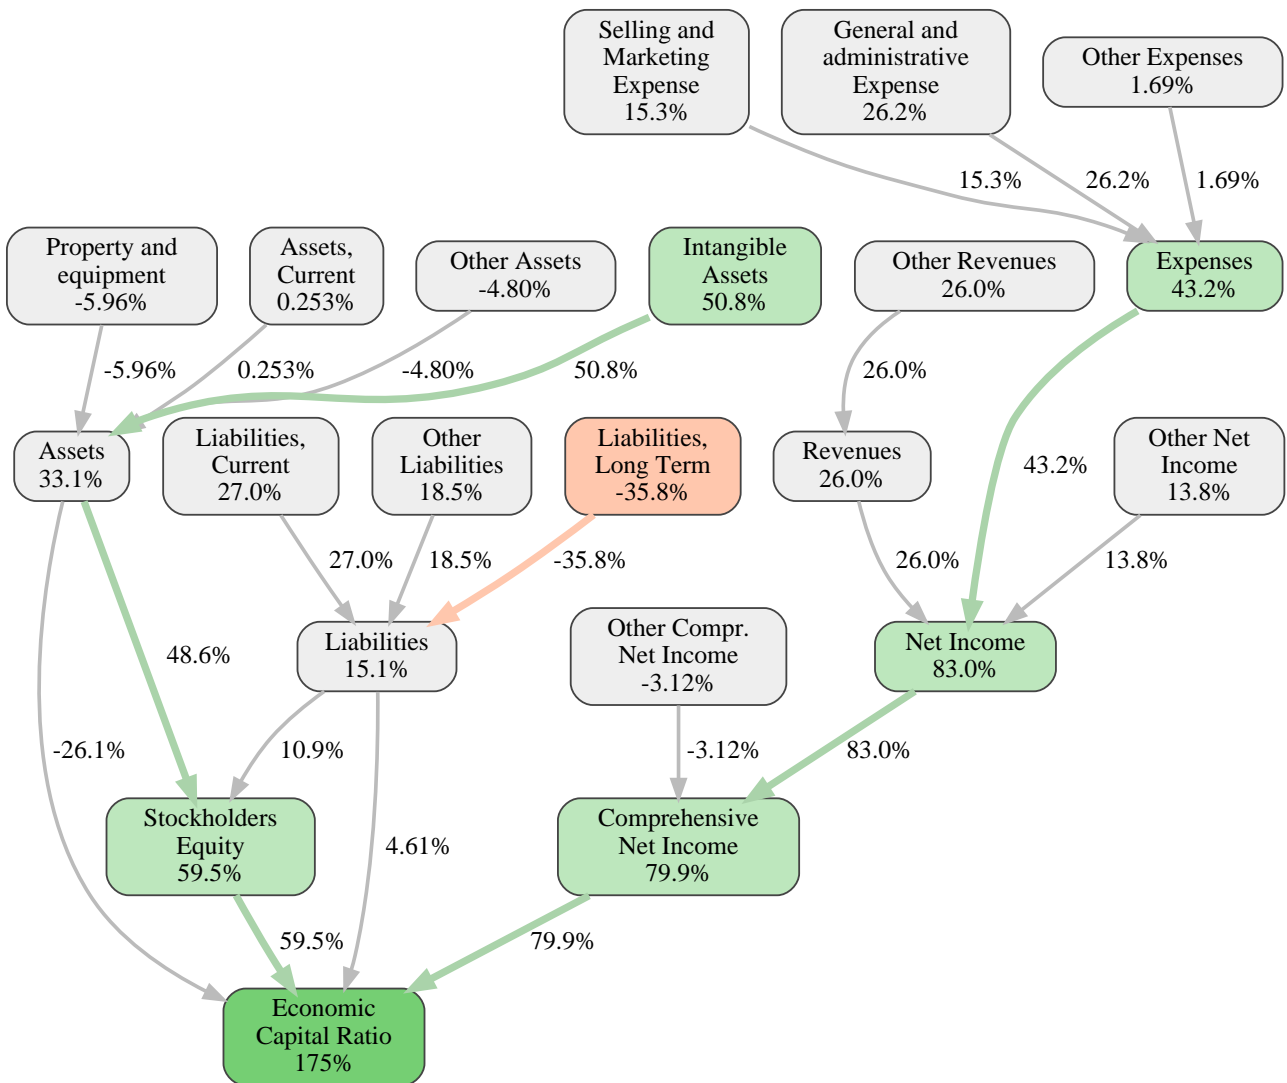 Selling and
Marketing
Expense
15.3%
General and
administrative
Expense
26.2%
Other Expenses
1.69%
15.3%
26.2%
1.69%
Property and
equipment
-5.96%
Assets,
Current
0.253%
Other Assets
-4.80%
Intangible
Assets
50.8%
Other Revenues
26.0%
Expenses
43.2%
-5.96%
0.253%
-4.80%
50.8%
26.0%
Assets
33.1%
Liabilities,
Current
27.0%
Other
Liabilities
18.5%
Liabilities,
Long Term
-35.8%
Revenues
26.0%
43.2%
Other Net
Income
13.8%
27.0%
18.5%
-35.8%
26.0%
13.8%
48.6%
Liabilities
15.1%
Other Compr.
Net Income
-3.12%
Net Income
83.0%
-26.1%
10.9%
-3.12%
83.0%
Stockholders
Equity
59.5%
4.61%
Comprehensive
Net Income
79.9%
59.5%
79.9%
Economic
Capital Ratio
175%